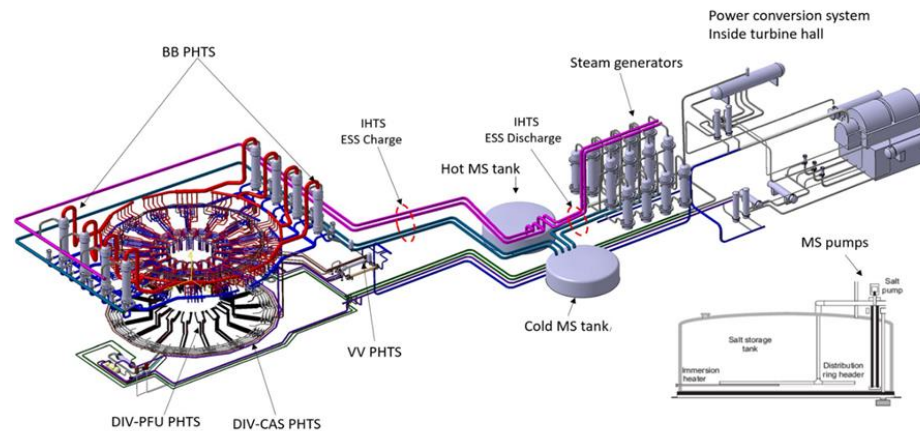 Power conversion system
Inside turbine hall
BB PHTS
Steam generators
IHTS
ESS Charge
IHTS
ESS Discharge
Hot MS tank
MS pumps
Salt
pump
Salt storage
tank
Immersion
heater
Distribution
ring header
Cold MS tank
VV PHTS
DIV-PFU PHTS
DIV-CAS PHTS